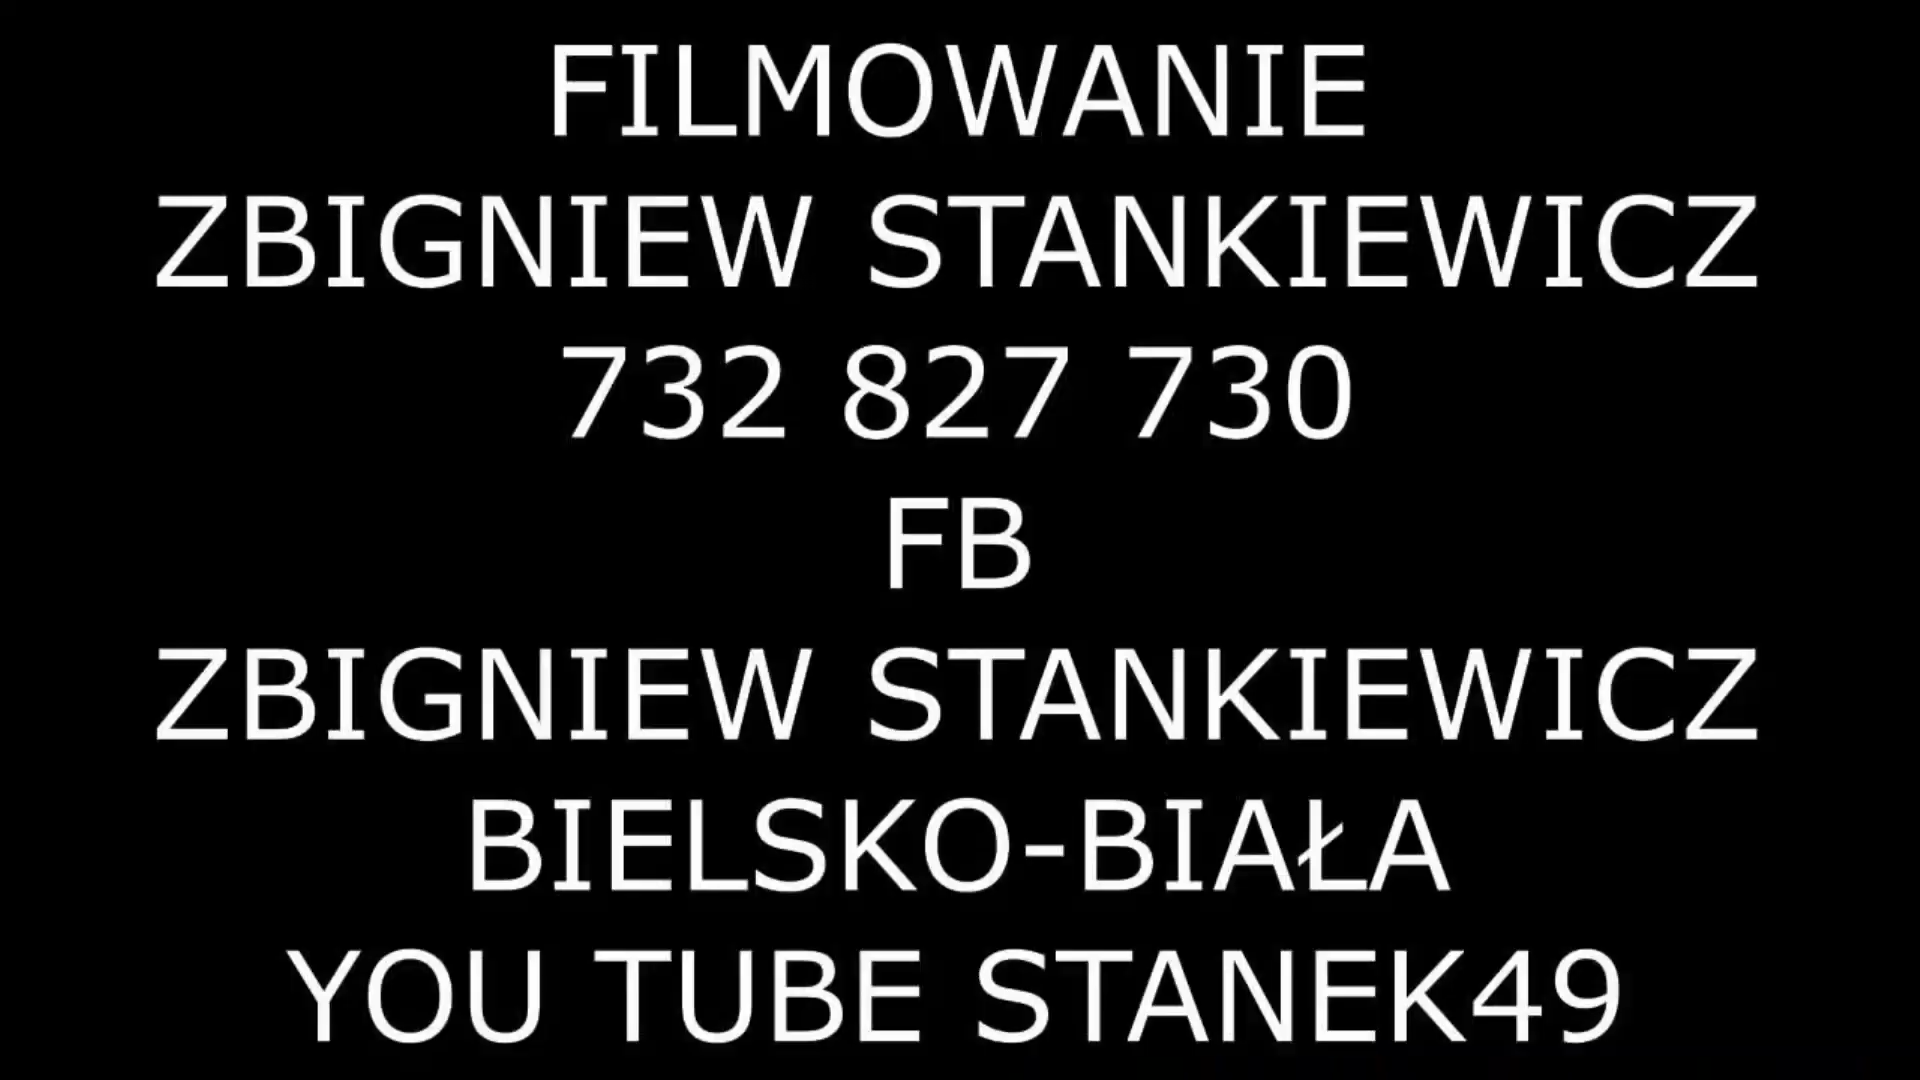 FILMOWANIE
ZBIGNIEW STANKIEWICZ
732 827 730
FB
ZBIGNIEW STANKIEWICZ
BIELSKO-BIAŁA
YOU TUBE STANEK49